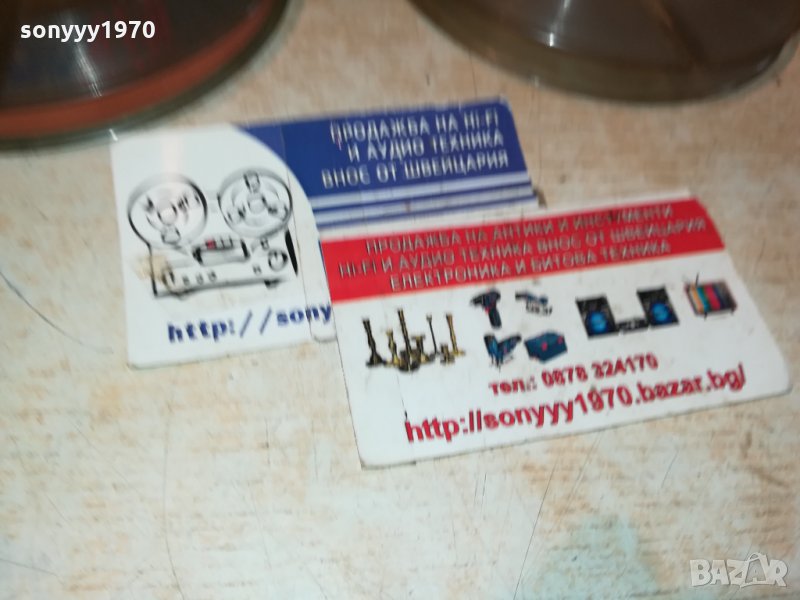 sonyyy1970
ПРОДАЖБА НА HI-FI
И АУДИО ТЕХНИКА
ВНОС ОТ ШВЕЙЦАРИЯ
http://sony
ПРОДАЖБА НА АНТИКИ И ИНСТРУМЕНТИ
HI-FI И АУДИО ТЕХНИКА ВНОС ОТ ШВЕЙЦАРИЯ
ЕЛЕКТРОНИКА И БИТОВА ТЕХНИКА
тел.: 0878 324170
http://sonyyy1970.bazar.bg/
BAZAR